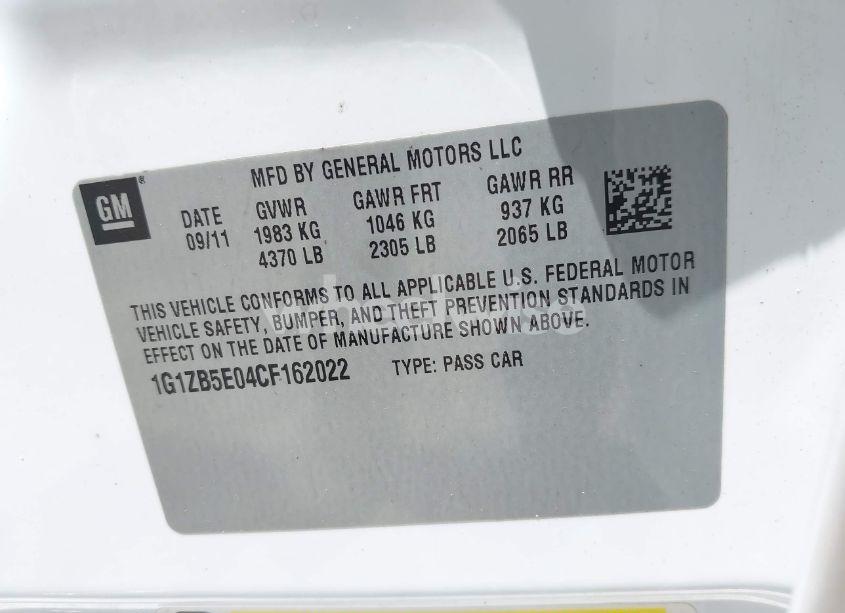 MFD BY GENERAL MOTORS LLC
GM
DATE GVWR GAWR FRT GAWR RR
09/11 1983 KG 1046 KG 937 KG
4370 LB 2305 LB 2065 LB
THIS VEHICLE CONFORMS TO ALL APPLICABLE U.S. FEDERAL MOTOR
VEHICLE SAFETY, BUMPER, AND THEFT PREVENTION STANDARDS IN
EFFECT ON THE DATE OF MANUFACTURE SHOWN ABOVE.
1G1ZB5E04CF162022 TYPE: PASS CAR